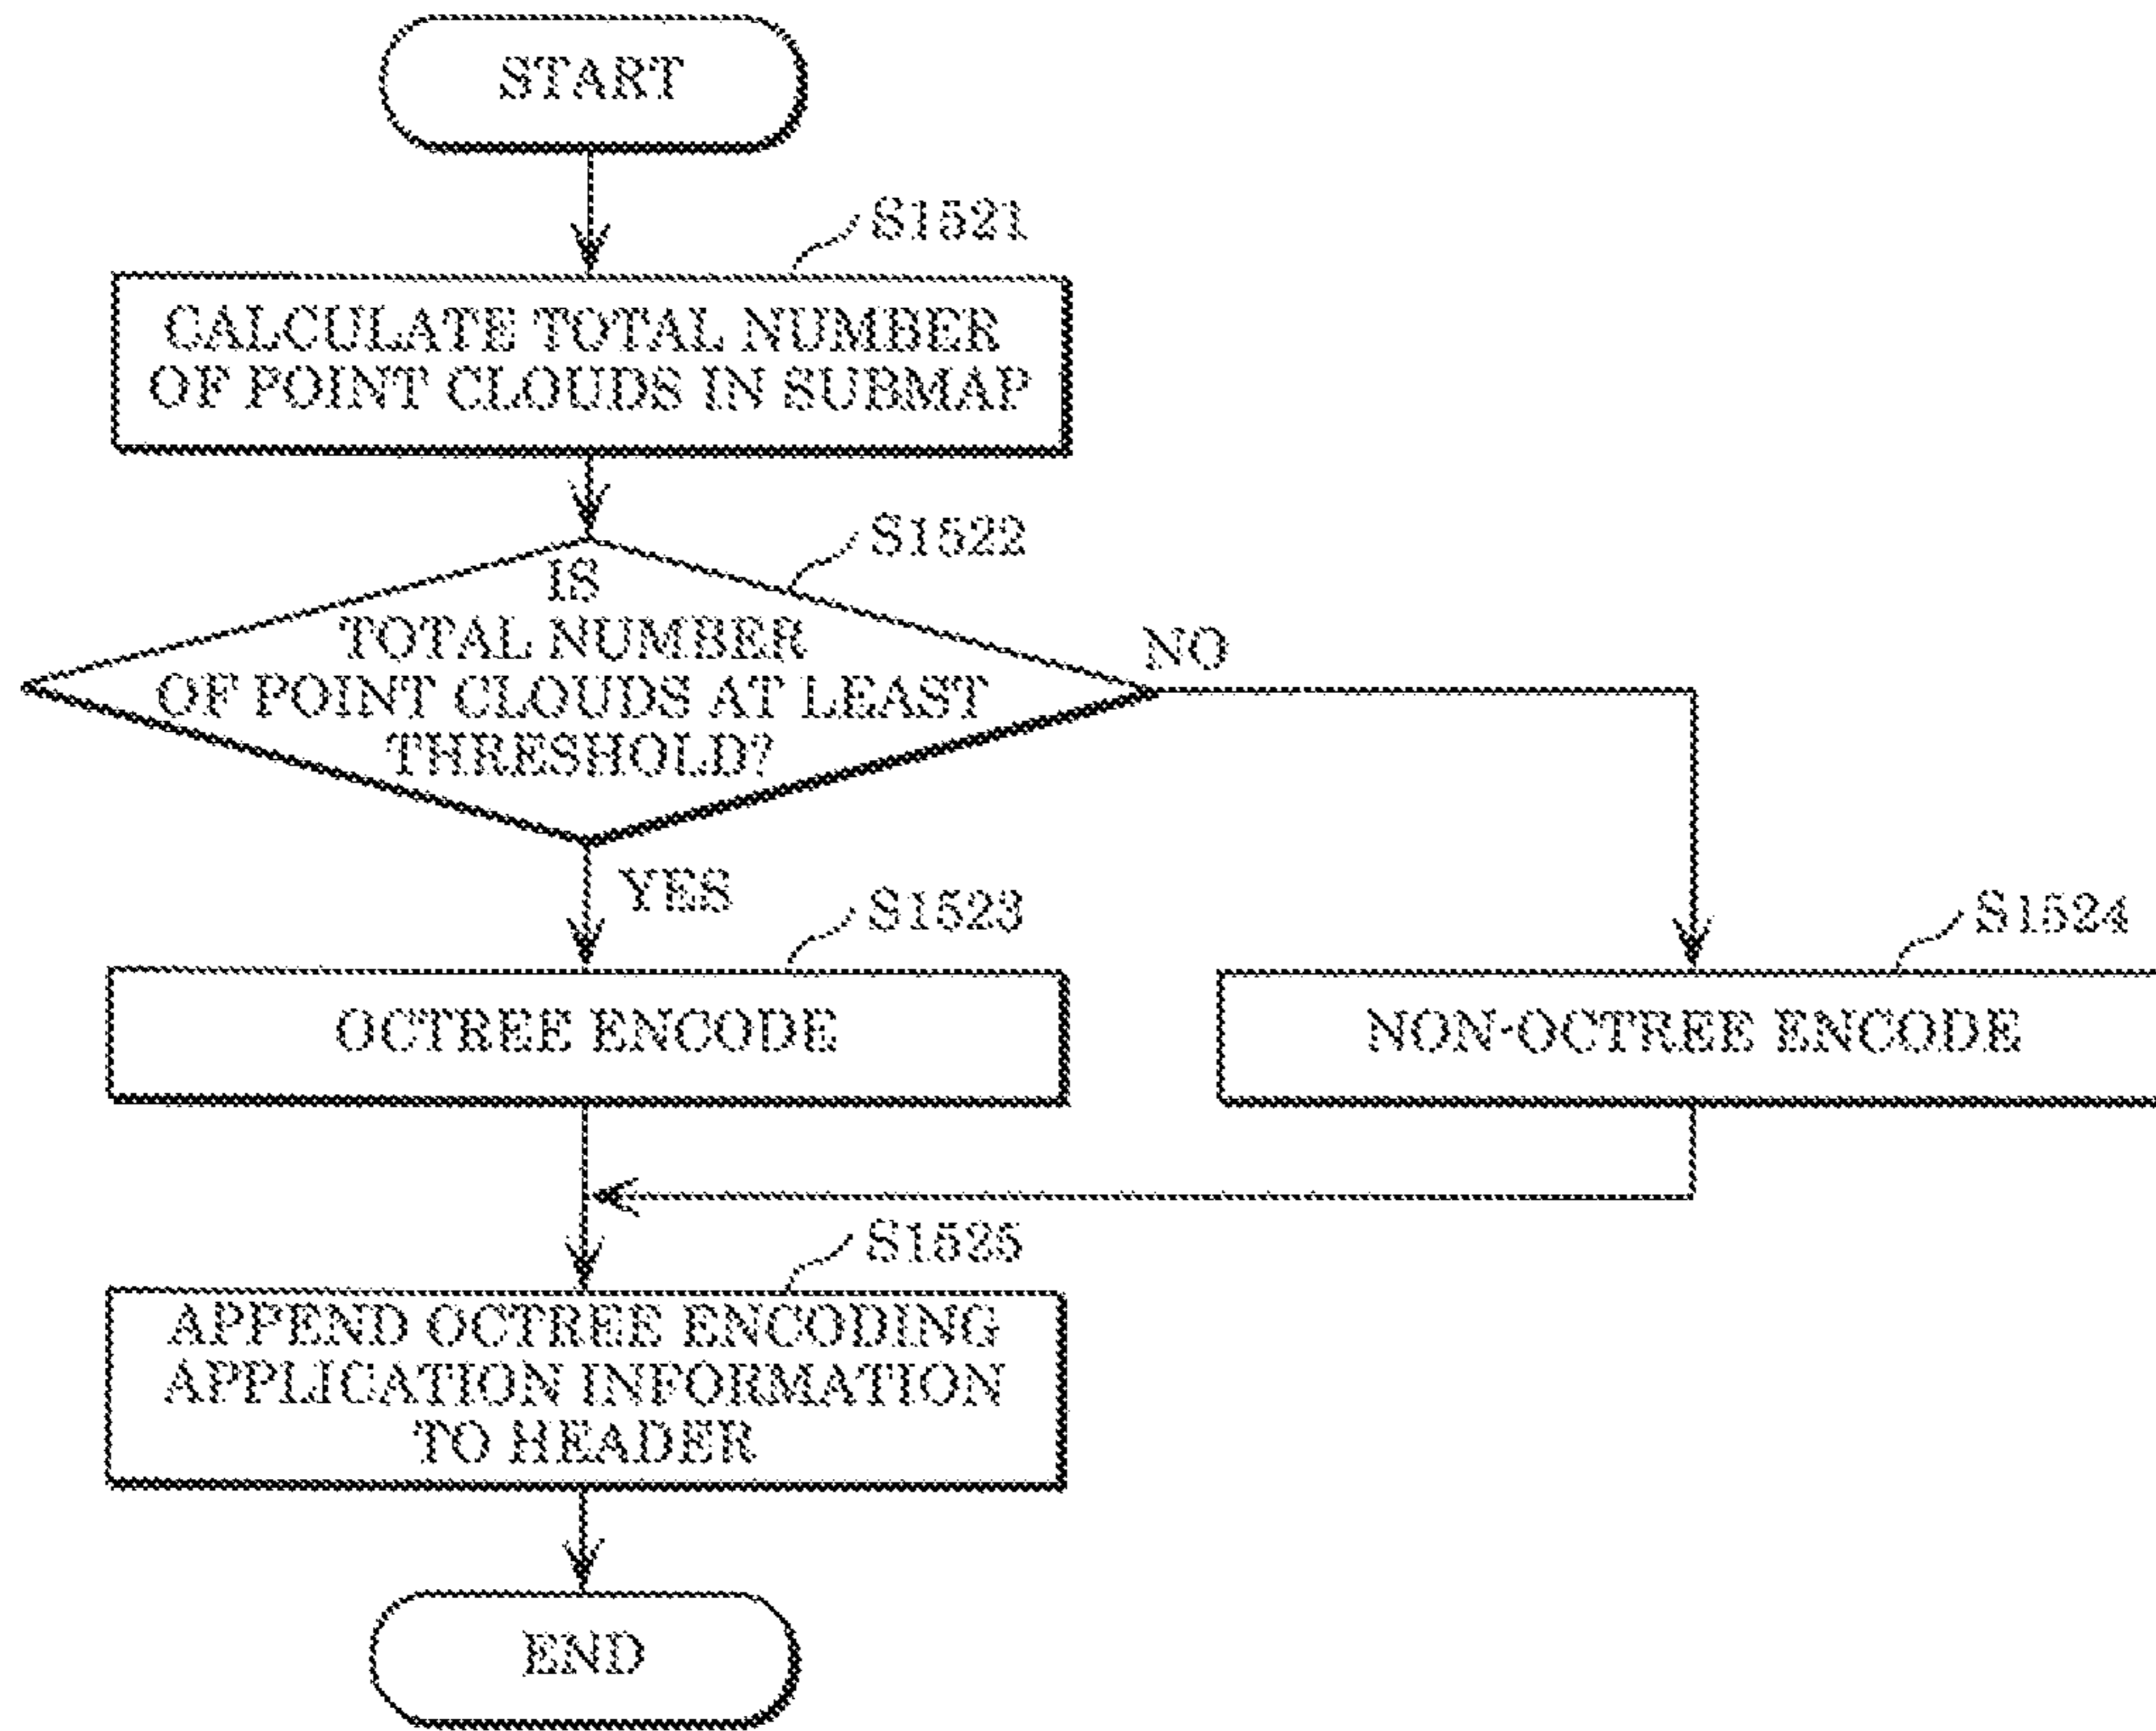 START
S1521
CALCULATE TOTAL NUMBER
OF POINT CLOUDS IN SUBMAP
S1522
IS
TOTAL NUMBER
OF POINT CLOUDS AT LEAST
THRESHOLD?
NO
YES
S1523
OCTREE ENCODE
S1524
NON-OCTREE ENCODE
S1525
APPEND OCTREE ENCODING
APPLICATION INFORMATION
TO HEADER
END